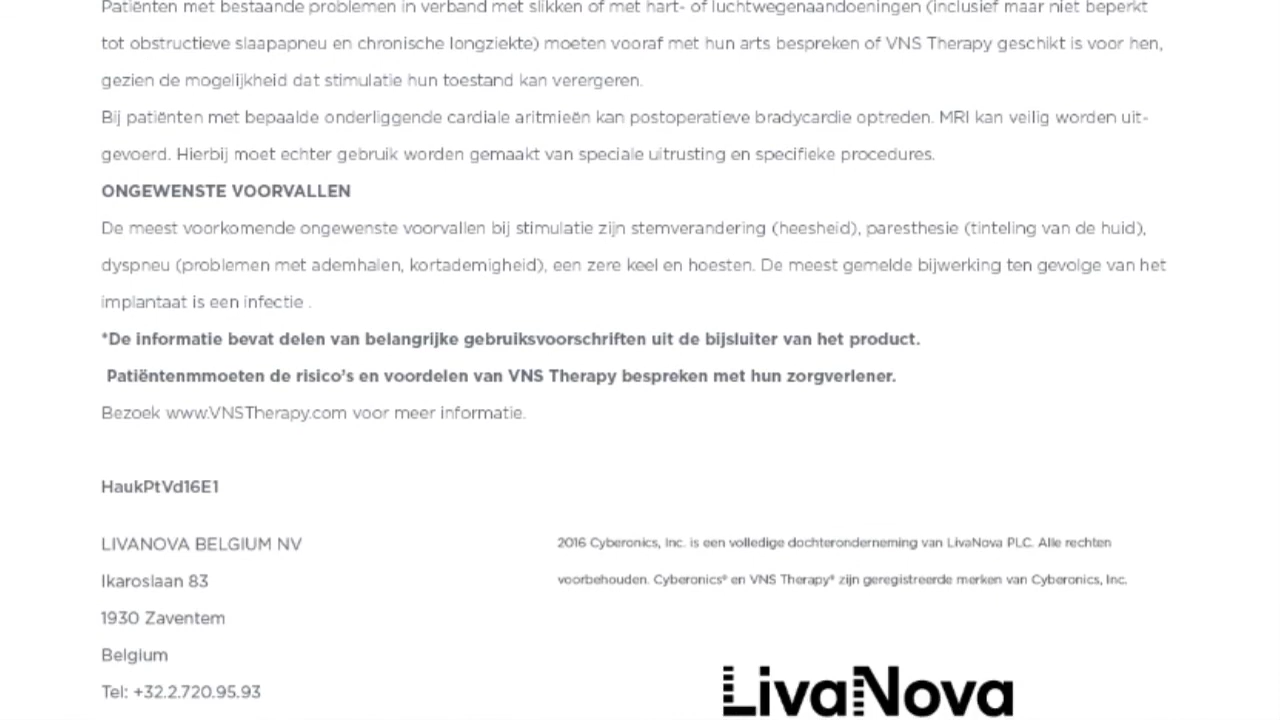 Patiënten met bestaande problemen in verband met slikken of met hart- of luchtwegenaandoeningen (inclusief maar niet beperkt
tot obstructieve slaapapneu en chronische longziekte) moeten vooraf met hun arts bespreken of VNS Therapy geschikt is voor hen,
gezien de mogelijkheid dat stimulatie hun toestand kan verergeren.
Bij patiënten met bepaalde onderliggende cardiale aritmieën kan postoperatieve bradycardie optreden. MRI kan veilig worden uit-
gevoerd. Hierbij moet echter gebruik worden gemaakt van speciale uitrusting en specifieke procedures.
ONGEWENSTE VOORVALLEN
De meest voorkomende ongewenste voorvallen bij stimulatie zijn stemverandering (heesheid), paresthesie (tinteling van de huid),
dyspneu (problemen met ademhalen, kortademigheid), een zere keel en hoesten. De meest gemelde bijwerking ten gevolge van het
implantaat is een infectie .
*De informatie bevat delen van belangrijke gebruiksvoorschriften uit de bijsluiter van het product.
Patiëntenmmoeten de risico's en voordelen van VNS Therapy bespreken met hun zorgverlener.
Bezoek www.VNSTherapy.com voor meer informatie.
HaukPtVd16E1
LIVANOVA BELGIUM NV
Ikaroslaan 83
1930 Zaventem
Belgium
Tel: +32.2.720.95.93
2016 Cyberonics, Inc. is een volledige dochteronderneming van LivaNova PLC. Alle rechten
voorbehouden. Cyberonics® en VNS Therapy® zijn geregistreerde merken van Cyberonics, Inc.
LivaNova